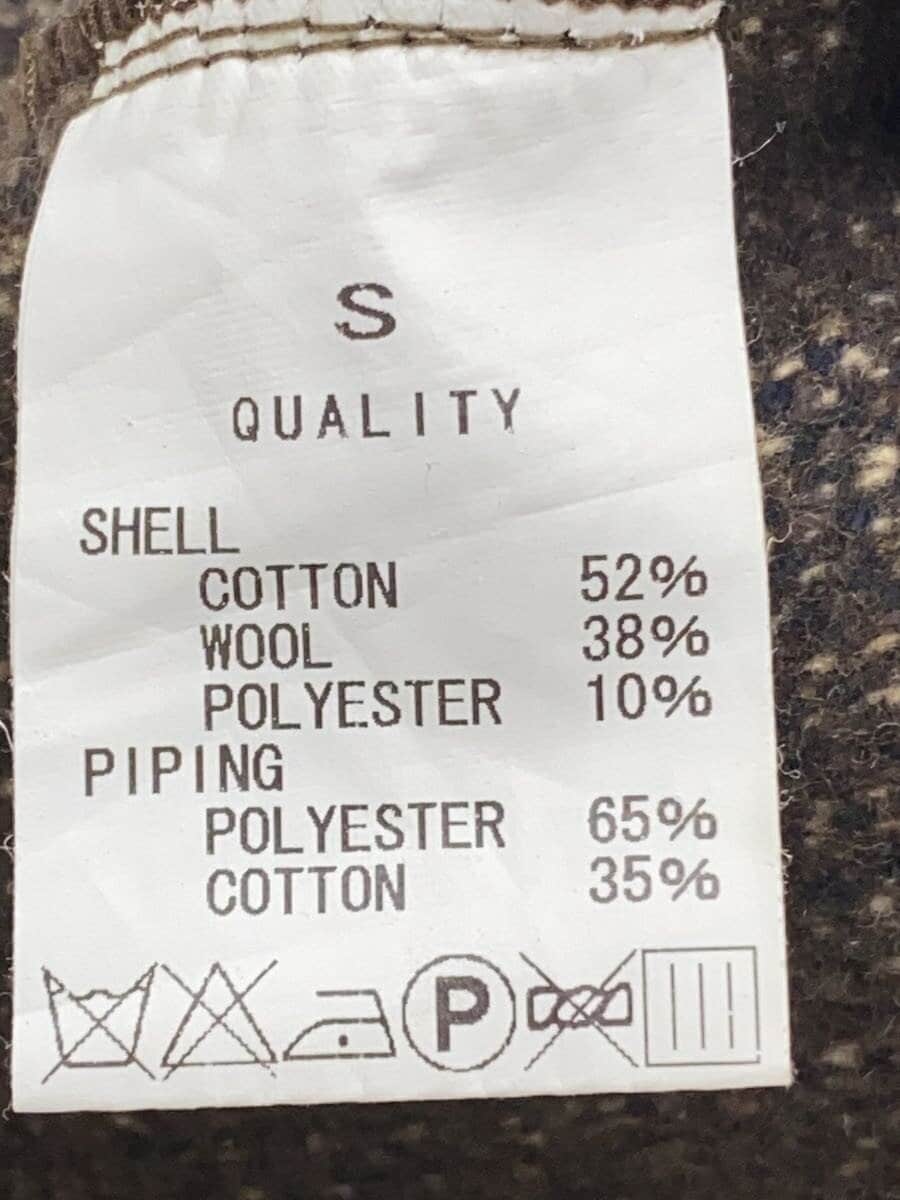 S
QUALITY
SHELL
COTTON 52%
WOOL 38%
POLYESTER 10%
PIPING
POLYESTER 65%
COTTON 35%
P